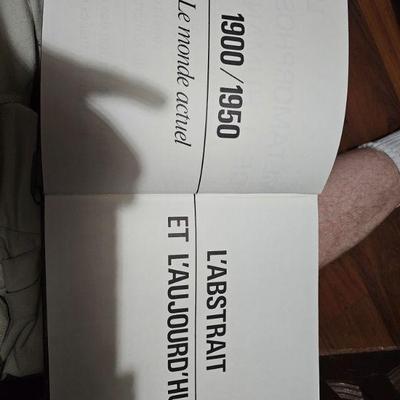 1900/1950
Le monde actuel
L'ABSTRAIT
ET L'AUJOURD'HU